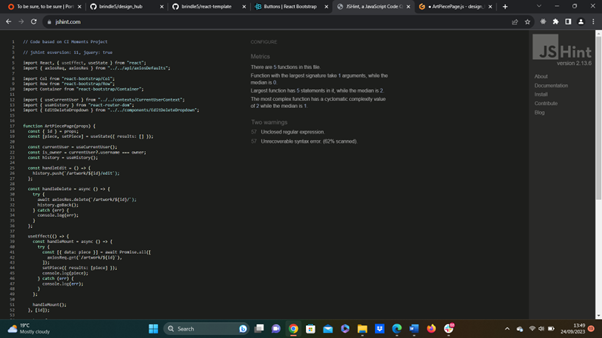 To be sure, to be sure | Po
brindle5/design_hub
brindle5/react template
Buttons | React Bootstrap
JSHint, a JavaScript Code Q
● ArtPiecePage.js - design_
jshint.com
1 // Code based on CI Moments Project
2
3 // jshint esversion: 11, jquery: true
4
5 import React, { useEffect, useState } from "react";
6 import { axiosReq, axiosRes } from "../../api/axiosDefaults";
7
8 import Col from "react-bootstrap/Col";
9 import Row from "react-bootstrap/Row";
10 import Container from "react-bootstrap/Container";
11
12 import { useCurrentUser } from "../../contexts/CurrentUserContext";
13 import { useHistory } from "react-router-dom";
14 import { EditDeleteDropdown } from "../../components/EditDeleteDropdown";
15
16
17 function ArtPiecePage(props) {
18 const { id } = props;
19 const [piece, setPiece] = useState({ results: [] });
20
21 const currentUser = useCurrentUser();
22 const is_owner = currentUser?.username === owner;
23 const history = useHistory();
24
25 const handleEdit = () => {
26 history.push(`/artwork/${id}/edit`);
27 };
28
29 const handleDelete = async () => {
30 try {
31 await axiosRes.delete(`/artwork/${id}/`);
32 history.goBack();
33 } catch (err) {
34 console.log(err);
35 }
36 };
37
38 useEffect(() => {
39 const handleMount = async () => {
40 try {
41 const [{ data: piece }] = await Promise.all([
42 axiosReq.get(`/artwork/${id}`),
43 ]);
44 setPiece({ results: [piece] });
45 console.log(piece);
46 } catch (err) {
47 console.log(err);
48 }
49 };
50
51 handleMount();
52 }, [id]);
53
CONFIGURE
Metrics
There are 5 functions in this file.
Function with the largest signature take 1 arguments, while the
median is 0.
Largest function has 5 statements in it, while the median is 2.
The most complex function has a cyclomatic complexity value
of 2 while the median is 1.
Two warnings
57 Unclosed regular expression.
57 Unrecoverable syntax error. (62% scanned).
JSHint
version 2.13.6
About
Documentation
Install
Contribute
Blog
19°C
Mostly cloudy
Search
13:49
24/09/2023